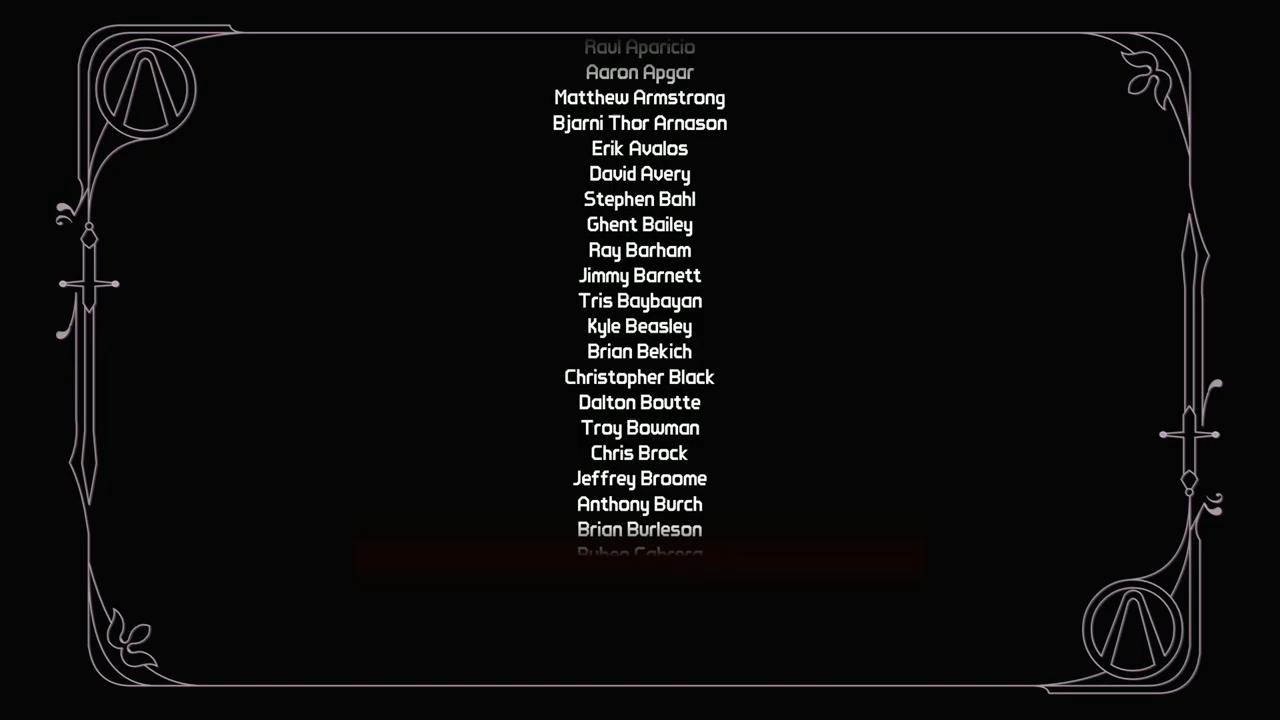 Raul Aparicio
Aaron Apgar
Matthew Armstrong
Bjarni Thor Arnason
Erik Avalos
David Avery
Stephen Bahl
Ghent Bailey
Ray Barham
Jimmy Barnett
Tris Baybayan
Kyle Beasley
Brian Bekich
Christopher Black
Dalton Boutte
Troy Bowman
Chris Brock
Jeffrey Broome
Anthony Burch
Brian Burleson
Ruben Cabrera